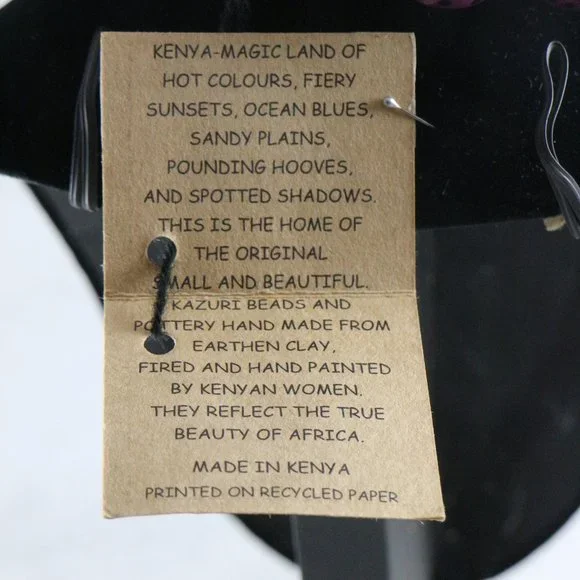 KENYA-MAGIC LAND OF
HOT COLOURS, FIERY
SUNSETS, OCEAN BLUES,
SANDY PLAINS,
POUNDING HOOVES,
AND SPOTTED SHADOWS.
THIS IS THE HOME OF
THE ORIGINAL
SMALL AND BEAUTIFUL.
KAZURI BEADS AND
POTTERY HAND MADE FROM
EARTHEN CLAY,
FIRED AND HAND PAINTED
BY KENYAN WOMEN.
THEY REFLECT THE TRUE
BEAUTY OF AFRICA.
MADE IN KENYA
PRINTED ON RECYCLED PAPER